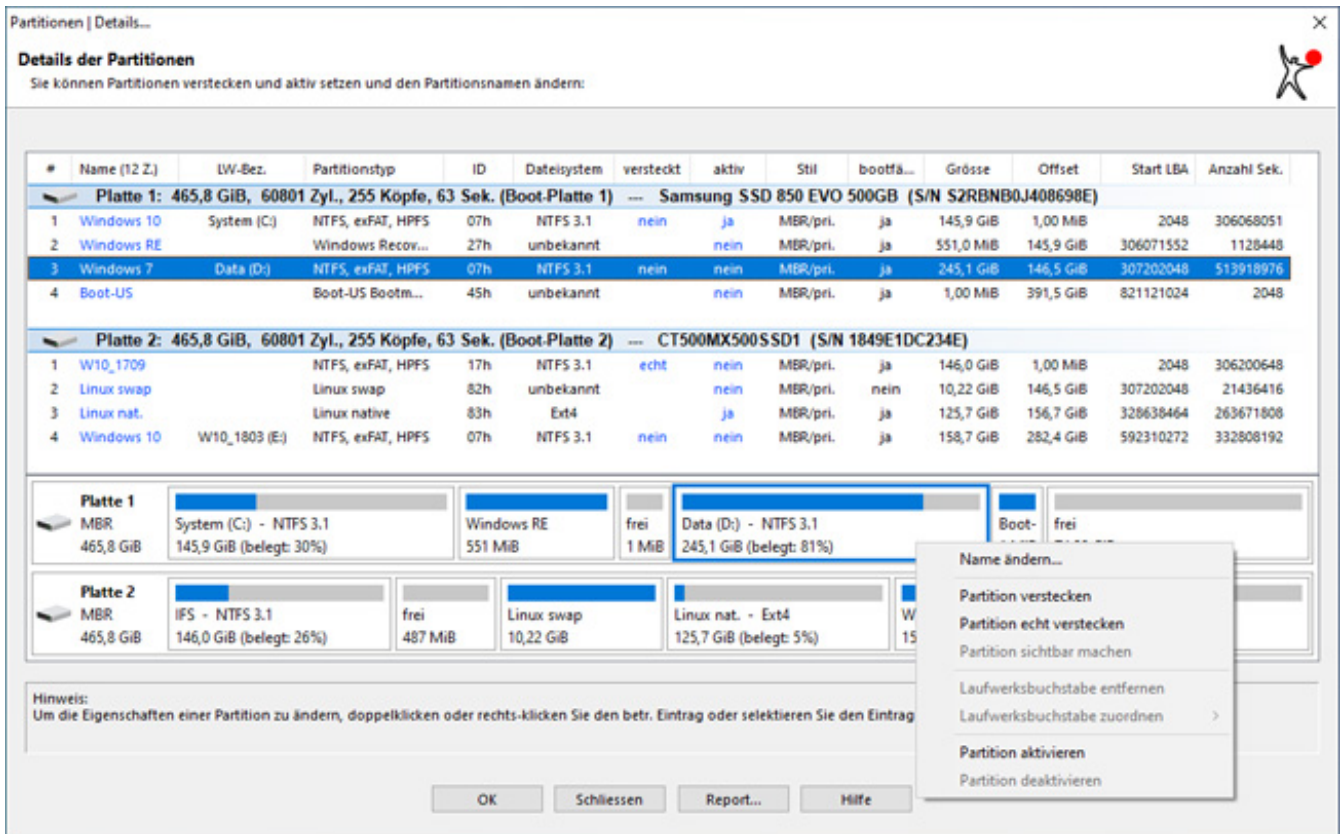 Partitionen | Details...
Details der Partitionen
Sie können Partitionen verstecken und aktiv setzen und den Partitionsnamen ändern:
# Name (12 Z.) LW-Bez. Partitionstyp ID Dateisystem versteckt aktiv Stil bootfä... Grösse Offset Start LBA Anzahl Sek.
Platte 1: 465,8 GiB, 60801 Zyl., 255 Köpfe, 63 Sek. (Boot-Platte 1) --- Samsung SSD 850 EVO 500GB (S/N S2RBNB0J408698E)
1 Windows 10 System (C:) NTFS, exFAT, HPFS 07h NTFS 3.1 nein ja MBR/pri. ja 145,9 GiB 1,00 MiB 2048 306068051
2 Windows RE Windows Recov... 27h unbekannt nein MBR/pri. ja 551,0 MiB 145,9 GiB 306071552 1128448
3 Windows 7 Data (D:) NTFS, exFAT, HPFS 07h NTFS 3.1 nein nein MBR/pri. ja 245,1 GiB 146,5 GiB 307202048 513918976
4 Boot-US Boot-US Bootm... 45h unbekannt nein MBR/pri. ja 1,00 MiB 391,5 GiB 821121024 2048
Platte 2: 465,8 GiB, 60801 Zyl., 255 Köpfe, 63 Sek. (Boot-Platte 2) --- CT500MX500SSD1 (S/N 1849E1DC234E)
1 W10_1709 NTFS, exFAT, HPFS 17h NTFS 3.1 echt nein MBR/pri. ja 146,0 GiB 1,00 MiB 2048 306200648
2 Linux swap Linux swap 82h unbekannt nein MBR/pri. nein 10,22 GiB 146,5 GiB 307202048 21436416
3 Linux nat. Linux native 83h Ext4 ja MBR/pri. ja 125,7 GiB 156,7 GiB 328638464 263671808
4 Windows 10 W10_1803 (E:) NTFS, exFAT, HPFS 07h NTFS 3.1 nein nein MBR/pri. ja 158,7 GiB 282,4 GiB 592310272 332808192
Platte 1
MBR System (C:) - NTFS 3.1 Windows RE frei Data (D:) - NTFS 3.1 Boot- frei
465,8 GiB 145,9 GiB (belegt: 30%) 551 MiB 1 MiB 245,1 GiB (belegt: 81%)
Platte 2
MBR IFS - NTFS 3.1 frei Linux swap Linux nat. - Ext4 W
465,8 GiB 146,0 GiB (belegt: 26%) 487 MiB 10,22 GiB 125,7 GiB (belegt: 5%) 15
Name ändern...
Partition verstecken
Partition echt verstecken
Partition sichtbar machen
Laufwerksbuchstabe entfernen
Laufwerksbuchstabe zuordnen >
Partition aktivieren
Partition deaktivieren
Hinweis:
Um die Eigenschaften einer Partition zu ändern, doppelklicken oder rechts-klicken Sie den betr. Eintrag oder selektieren Sie den Eintrag
OK Schliessen Report... Hilfe